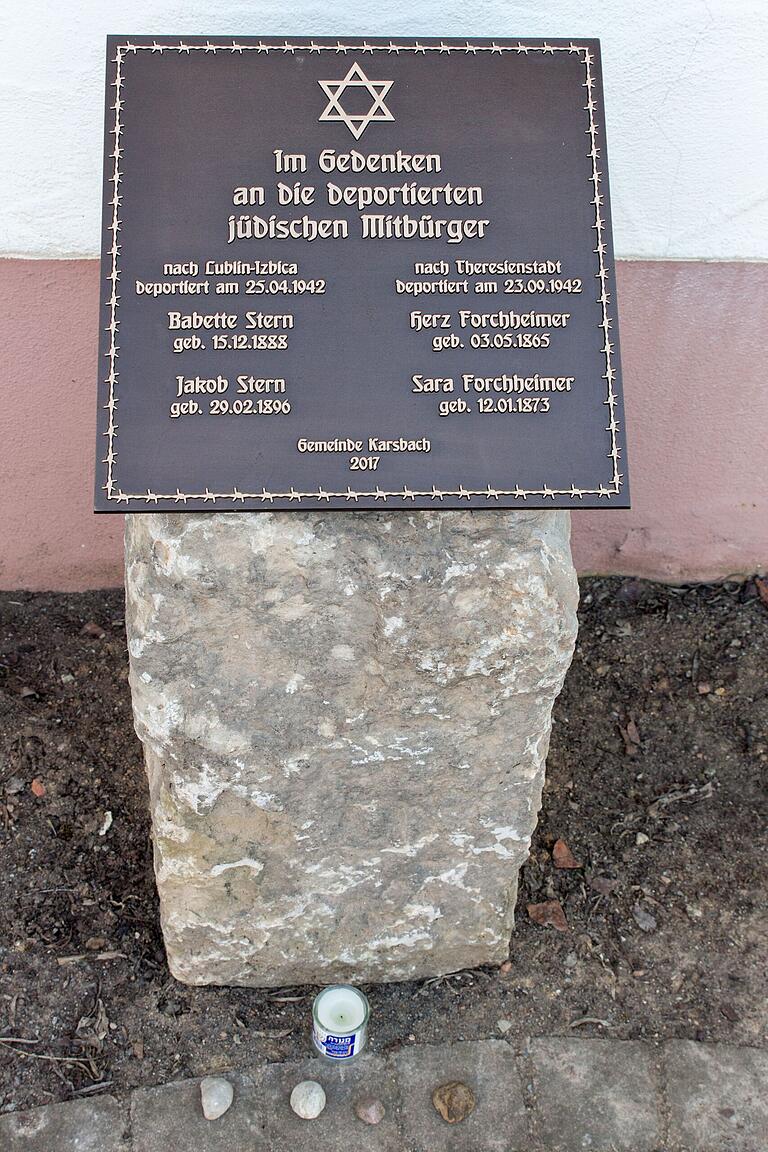 Im Gedenken
an die deportierten
jüdischen Mitbürger
nach Lublin-Izbica
deportiert am 25.04.1942
Babette Stern
geb. 15.12.1888
Jakob Stern
geb. 29.02.1896
nach Theresienstadt
deportiert am 23.09.1942
Herz Forchheimer
geb. 03.05.1865
Sara Forchheimer
geb. 12.01.1873
Gemeinde Karsbach
2017